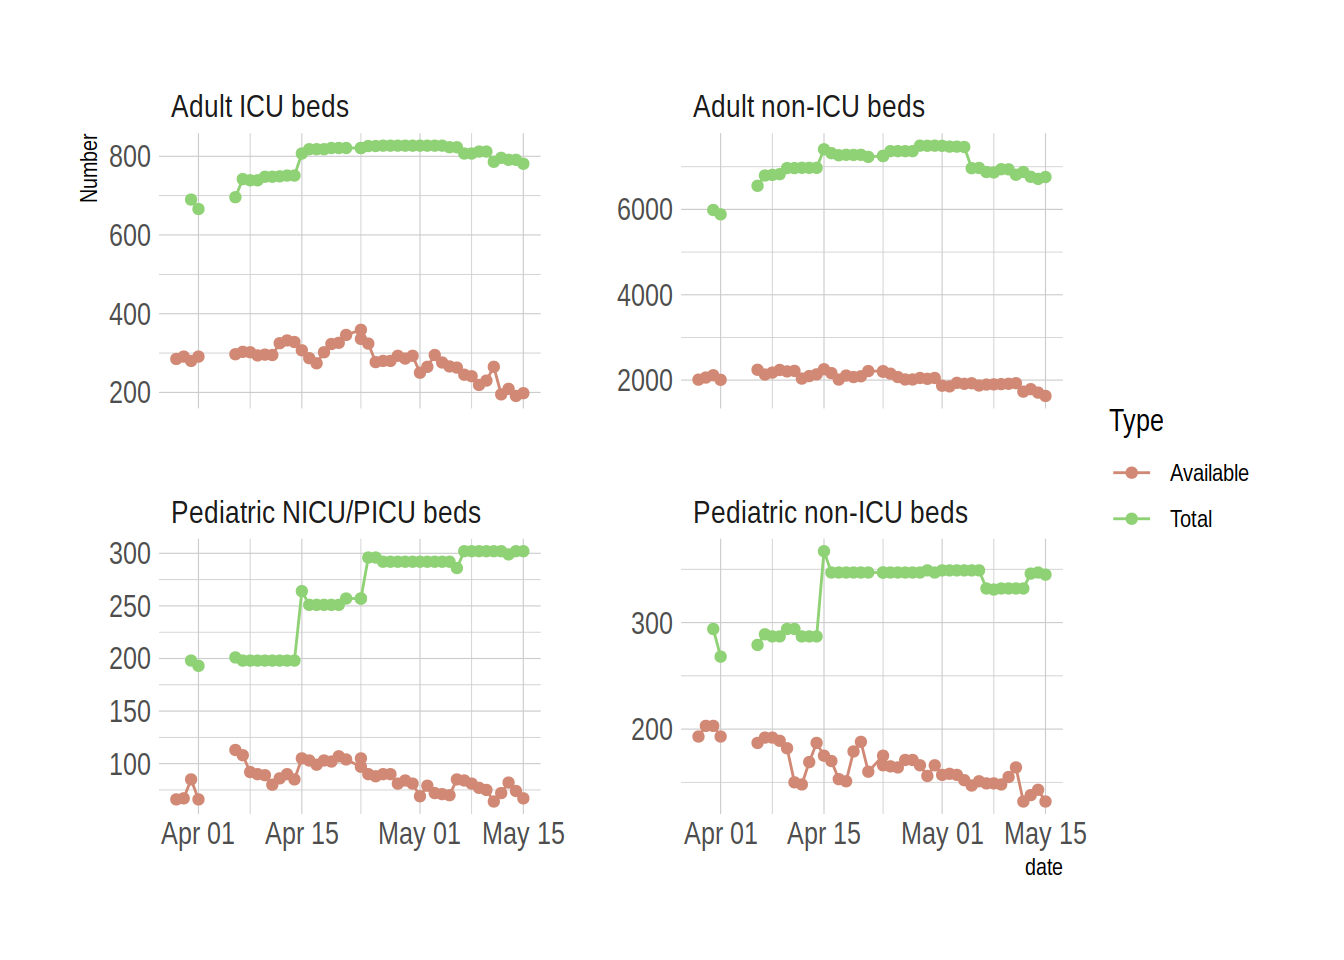 Adult ICU beds
Adult non-ICU beds
Number
800
600
400
200
6000
4000
2000
Pediatric NICU/PICU beds
Pediatric non-ICU beds
300
250
200
150
100
300
200
Apr 01
Apr 15
May 01
May 15
Apr 01
Apr 15
May 01
May 15
date
Type
Available
Total